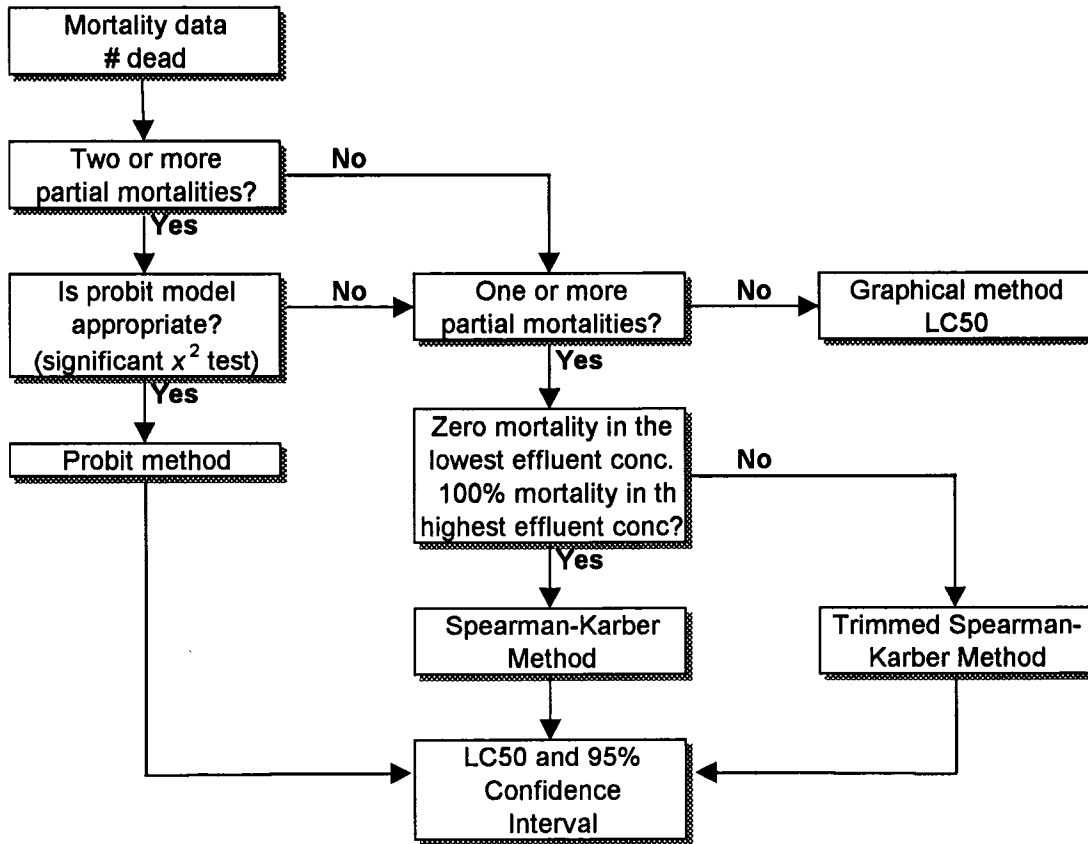 Mortality data
# dead
Two or more
partial mortalities?
No
Yes
Is probit model
appropriate?
(significant x² test)
No
One or more
partial mortalities?
No
Graphical method
LC50
Yes
Yes
Probit method
Zero mortality in the
lowest effluent conc.
100% mortality in th
highest effluent conc?
No
Yes
Spearman-Karber
Method
Trimmed Spearman-
Karber Method
LC50 and 95%
Confidence
Interval